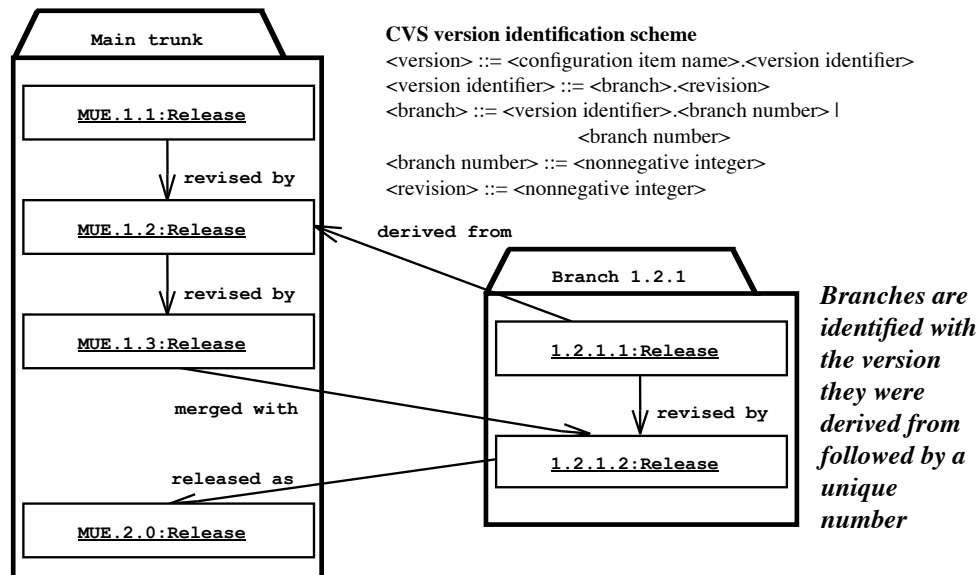 Main trunk
CVS version identification scheme
<version> ::= <configuration item name>.<version identifier>
<version identifier> ::= <branch>.<revision>
<branch> ::= <version identifier>.<branch number> |
<branch number>
<branch number> ::= <nonnegative integer>
<revision> ::= <nonnegative integer>
MUE.1.1:Release
revised by
MUE.1.2:Release
derived from
revised by
Branch 1.2.1
MUE.1.3:Release
1.2.1.1:Release
merged with
revised by
1.2.1.2:Release
released as
MUE.2.0:Release
Branches are
identified with
the version
they were
derived from
followed by a
unique
number